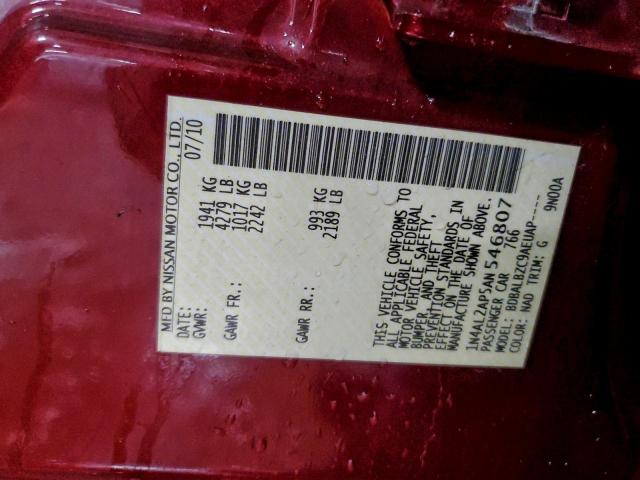 MFD BY NISSAN MOTOR CO., LTD.
DATE: 07/10
GVWR: 1941 KG
4279 LB
GAWR FR.: 1017 KG
2242 LB
GAWR RR.: 993 KG
2189 LB
THIS VEHICLE CONFORMS TO
ALL APPLICABLE FEDERAL
MOTOR VEHICLE SAFETY,
BUMPER, AND THEFT
PREVENTION STANDARDS IN
EFFECT ON THE DATE OF
MANUFACTURE SHOWN ABOVE.
1N4AL2AP5AN546807
PASSENGER CAR 766
MODEL: BDBALBZC9AEUAP-----
COLOR: NAD TRIM: G 9N00A